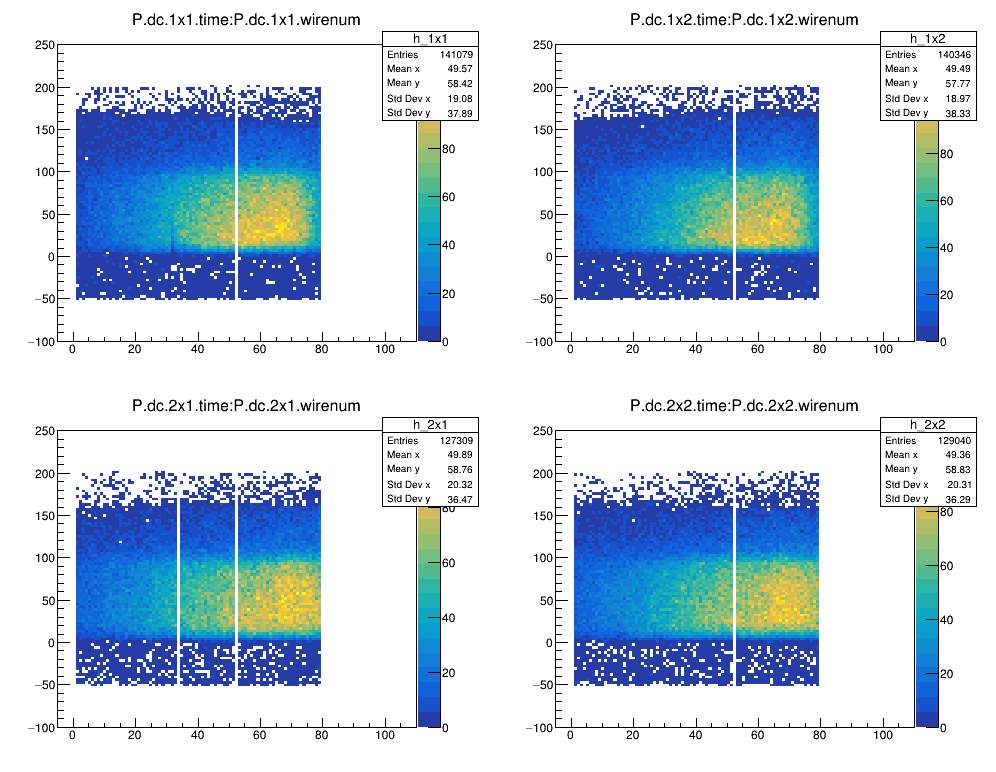 P.dc.1x1.time:P.dc.1x1.wirenum
h_1x1
Entries 141079
Mean x 49.57
Mean y 58.42
Std Dev x 19.08
Std Dev y 37.89
250
200
150
100
50
0
−50
−100
0 20 40 60 80 100
80
60
40
20
0
P.dc.1x2.time:P.dc.1x2.wirenum
h_1x2
Entries 140346
Mean x 49.49
Mean y 57.77
Std Dev x 18.97
Std Dev y 38.33
250
200
150
100
50
0
−50
−100
0 20 40 60 80 100
80
60
40
20
0
P.dc.2x1.time:P.dc.2x1.wirenum
h_2x1
Entries 127309
Mean x 49.89
Mean y 58.76
Std Dev x 20.32
Std Dev y 36.47
250
200
150
100
50
0
−50
−100
0 20 40 60 80 100
80
60
40
20
0
P.dc.2x2.time:P.dc.2x2.wirenum
h_2x2
Entries 129040
Mean x 49.36
Mean y 58.83
Std Dev x 20.31
Std Dev y 36.29
250
200
150
100
50
0
−50
−100
0 20 40 60 80 100
80
60
40
20
0